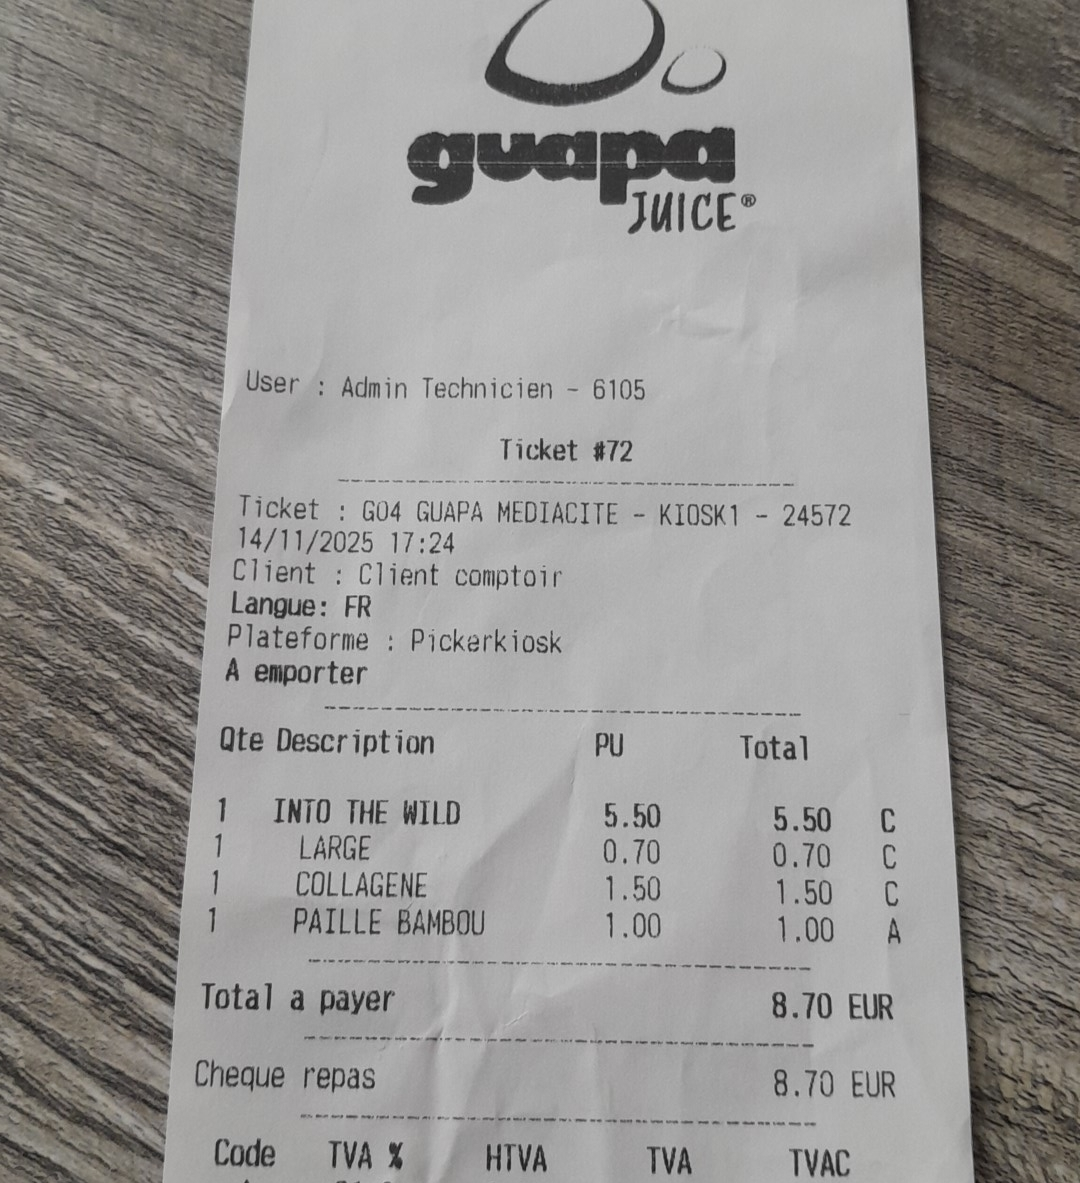 guapa
JUICE®
User : Admin Technicien - 6105
Ticket #72
Ticket : G04 GUAPA MEDIACITE - KIOSK1 - 24572
14/11/2025 17:24
Client : Client comptoir
Langue: FR
Plateforme : Pickerkiosk
A emporter
Qte Description PU Total
1 INTO THE WILD 5.50 5.50 C
1 LARGE 0.70 0.70 C
1 COLLAGENE 1.50 1.50 C
1 PAILLE BAMBOU 1.00 1.00 A
Total a payer 8.70 EUR
Cheque repas 8.70 EUR
Code TVA % HTVA TVA TVAC